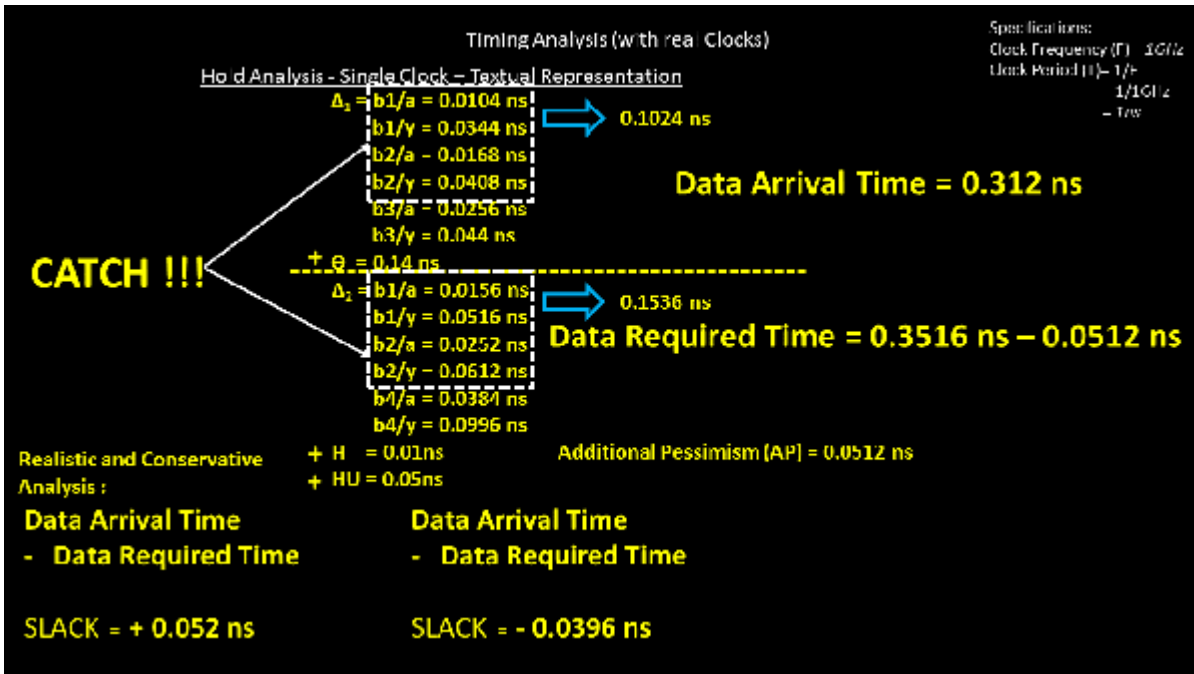 Timing Analysis (with real Clocks)
Specifications:
Clock Frequency (F) = 1GHz
Clock Period (T) = 1/F
1/1GHz
Hold Analysis - Single Clock – Textual Representation
Δ₁ = b1/a = 0.0104 ns
b1/y = 0.0344 ns
0.1024 ns
b2/a = 0.0168 ns
b2/y = 0.0408 ns
Data Arrival Time = 0.312 ns
b3/a = 0.0256 ns
b3/y = 0.044 ns
+ θ = 0.14 ns
CATCH !!!
Δ₂ = b1/a = 0.0156 ns
b1/y = 0.0516 ns
0.1536 ns
b2/a = 0.0252 ns
Data Required Time = 0.3516 ns – 0.0512 ns
b2/y = 0.0612 ns
b4/a = 0.0384 ns
b4/y = 0.0996 ns
+ H = 0.01ns
Additional Pessimism (AP) = 0.0512 ns
+ HU = 0.05ns
Realistic and Conservative
Analysis :
Data Arrival Time
- Data Required Time
SLACK = + 0.052 ns
Data Arrival Time
- Data Required Time
SLACK = - 0.0396 ns